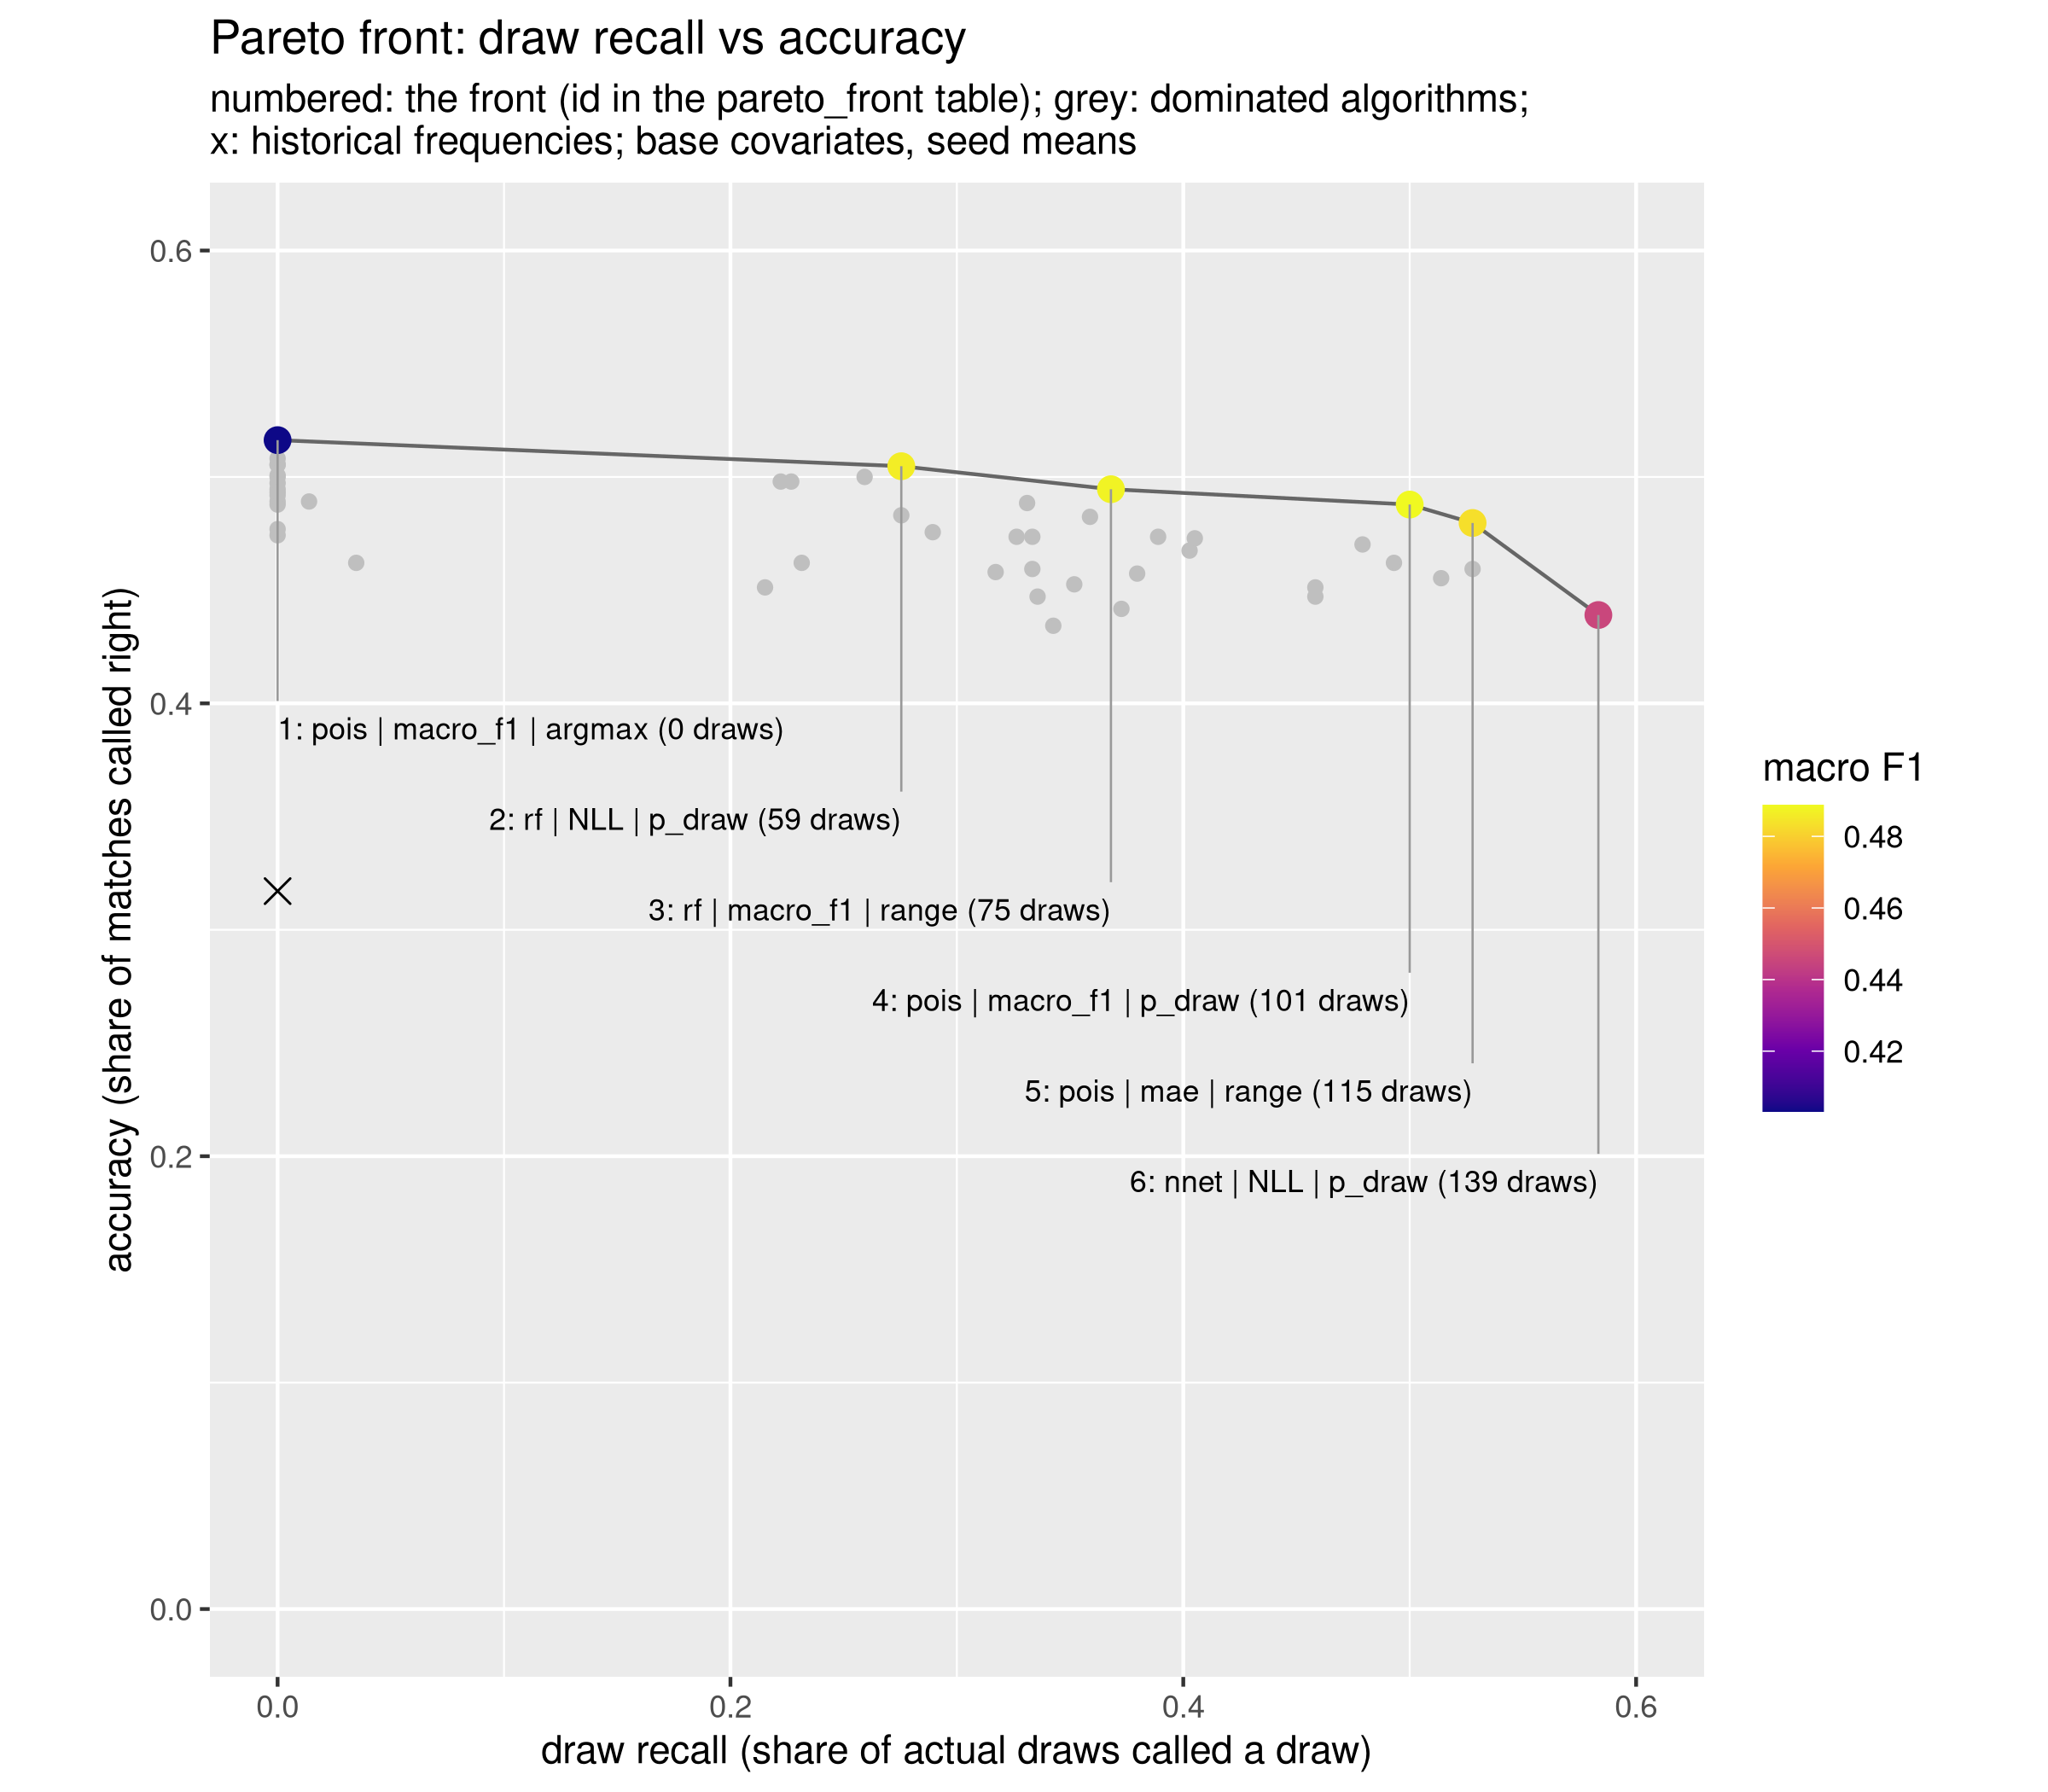 Pareto front: draw recall vs accuracy
numbered: the front (id in the pareto_front table); grey: dominated algorithms;
x: historical frequencies; base covariates, seed means
accuracy (share of matches called right)
0.6
0.4
0.2
0.0
1: pois | macro_f1 | argmax (0 draws)
2: rf | NLL | p_draw (59 draws)
3: rf | macro_f1 | range (75 draws)
4: pois | macro_f1 | p_draw (101 draws)
5: pois | mae | range (115 draws)
6: nnet | NLL | p_draw (139 draws)
0.0
0.2
0.4
0.6
draw recall (share of actual draws called a draw)
macro F1
0.48
0.46
0.44
0.42